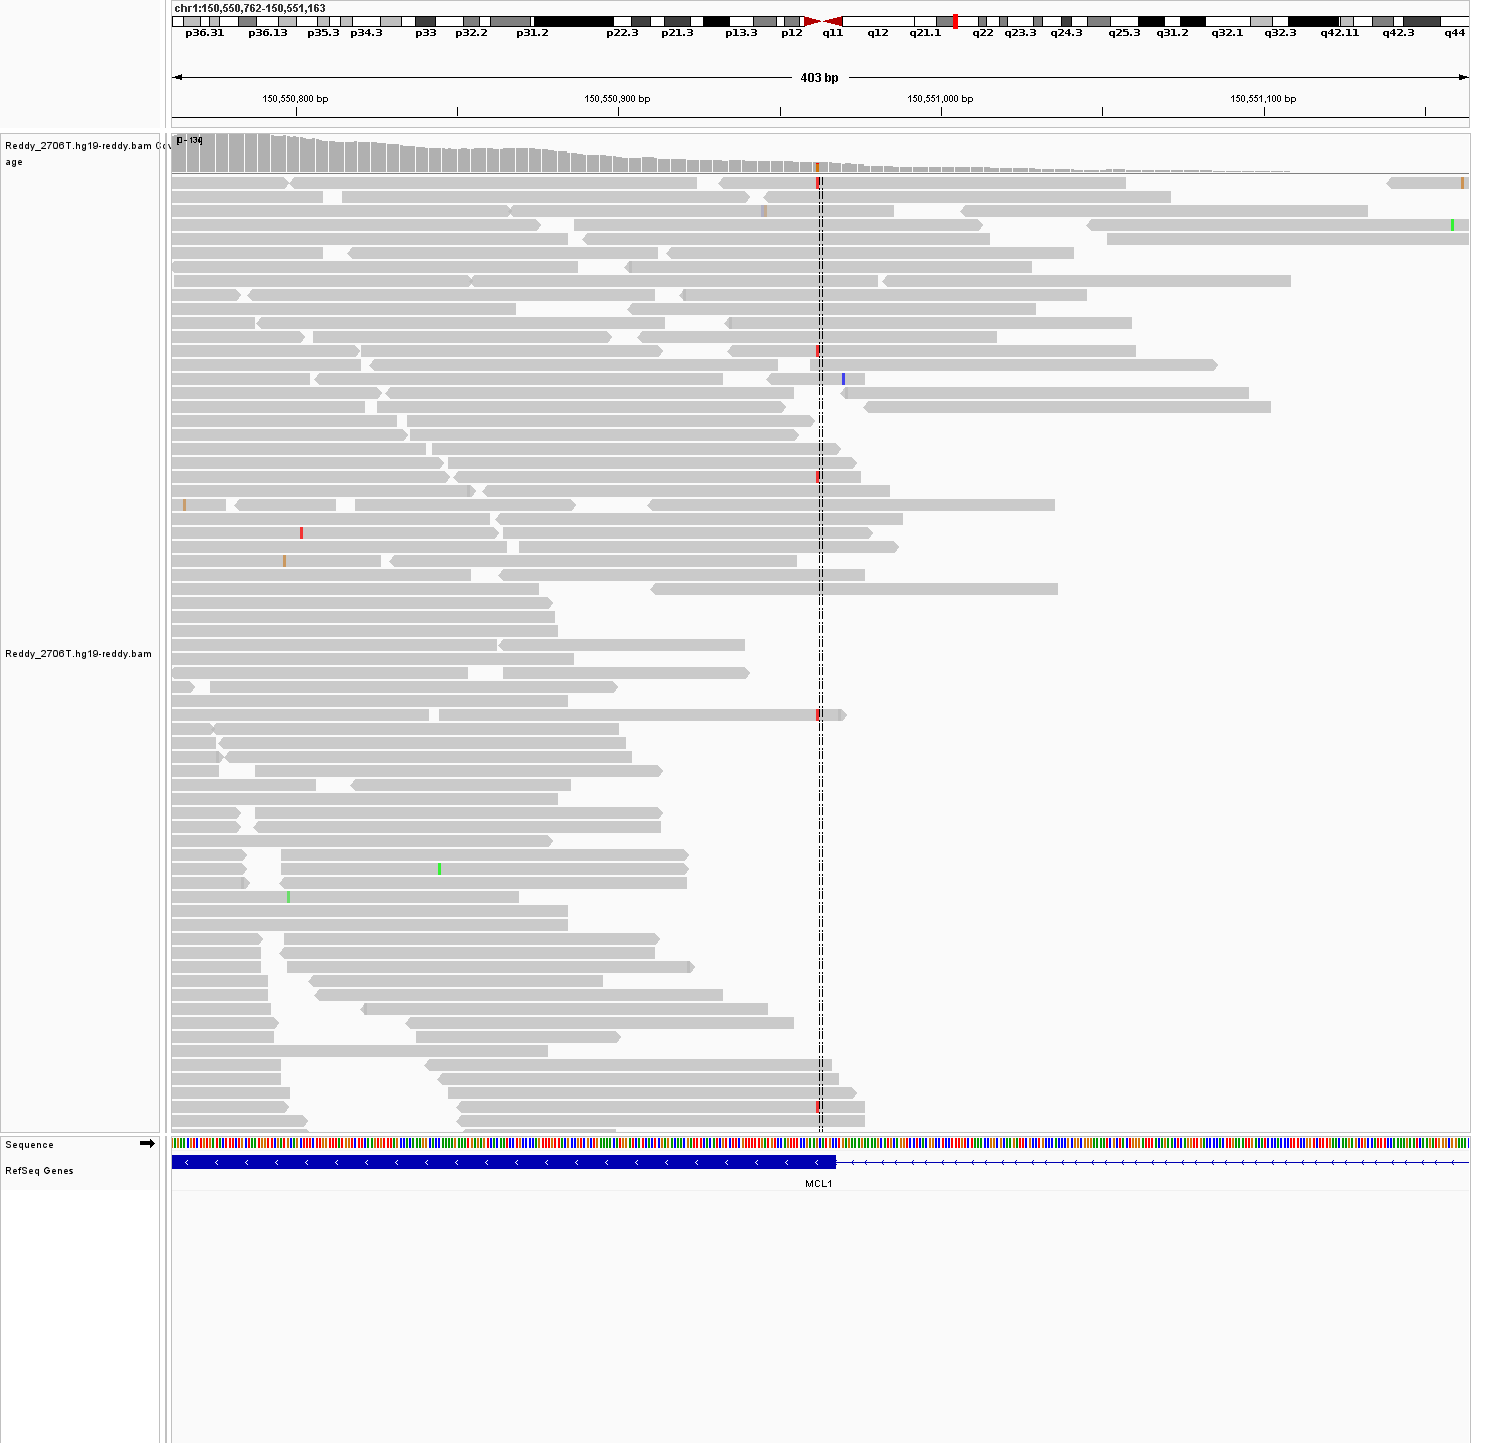 chr1:150,550,762-150,551,163
p36.31 p36.13 p35.3 p34.3 p33 p32.2 p31.2 p22.3 p21.3 p13.3 p12 q11 q12 q21.1 q22 q23.3 q24.3 q25.3 q31.2 q32.1 q32.3 q42.11 q42.3 q44
403 bp
150,550,800 bp 150,550,900 bp 151,551,000 bp 150,551,100 bp
Reddy_2706T.hg19-reddy.bam Cov
age
Reddy_2706T.hg19-reddy.bam
Sequence
RefSeq Genes
MCL1